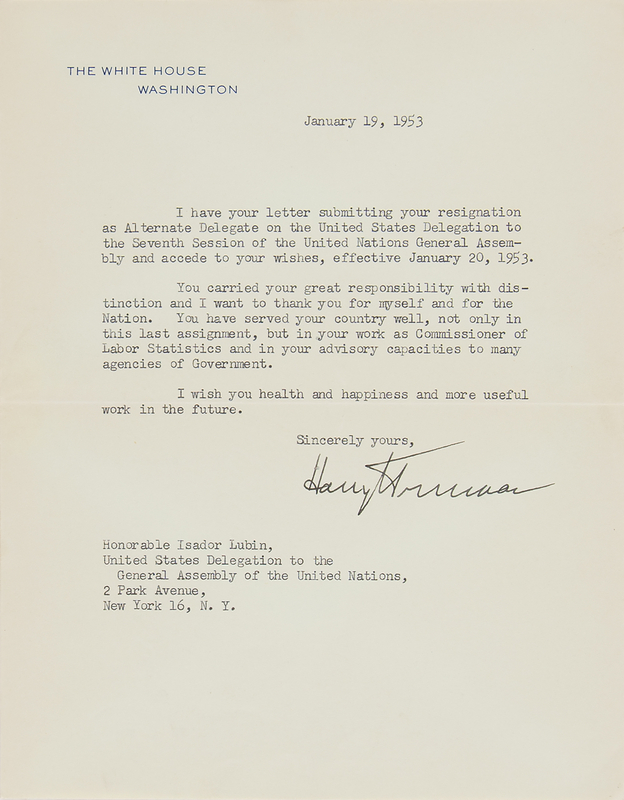 THE WHITE HOUSE
WASHINGTON
January 19, 1953
I have your letter submitting your resignation
as Alternate Delegate on the United States Delegation to
the Seventh Session of the United Nations General Assem-
bly and accede to your wishes, effective January 20, 1953.
You carried your great responsibility with dis-
tinction and I want to thank you for myself and for the
Nation. You have served your country well, not only in
this last assignment, but in your work as Commissioner of
Labor Statistics and in your advisory capacities to many
agencies of Government.
I wish you health and happiness and more useful
work in the future.
Sincerely yours,
Harry Truman
Honorable Isador Lubin,
United States Delegation to the
General Assembly of the United Nations,
2 Park Avenue,
New York 16, N. Y.